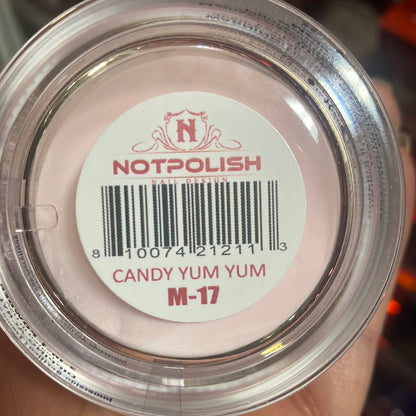 N
NOTPOLISH
NAIL DESIGN
8 10074 21211 3
CANDY YUM YUM
M-17